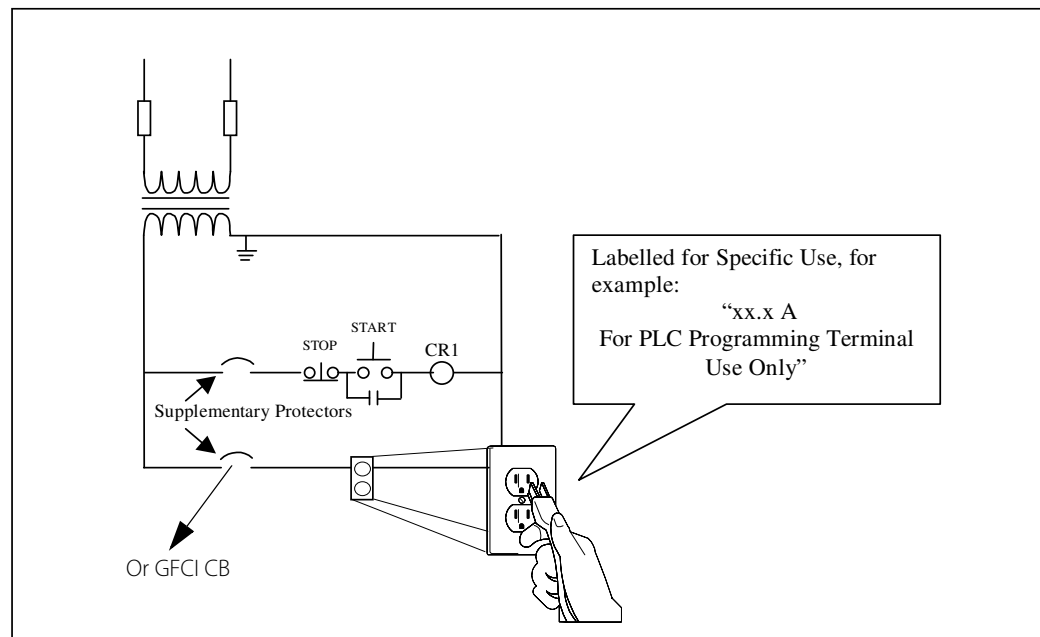 Labelled for Specific Use, for
example:
“xx.x A
For PLC Programming Terminal
Use Only”
START
STOP
CR1
Supplementary Protectors
Or GFCI CB